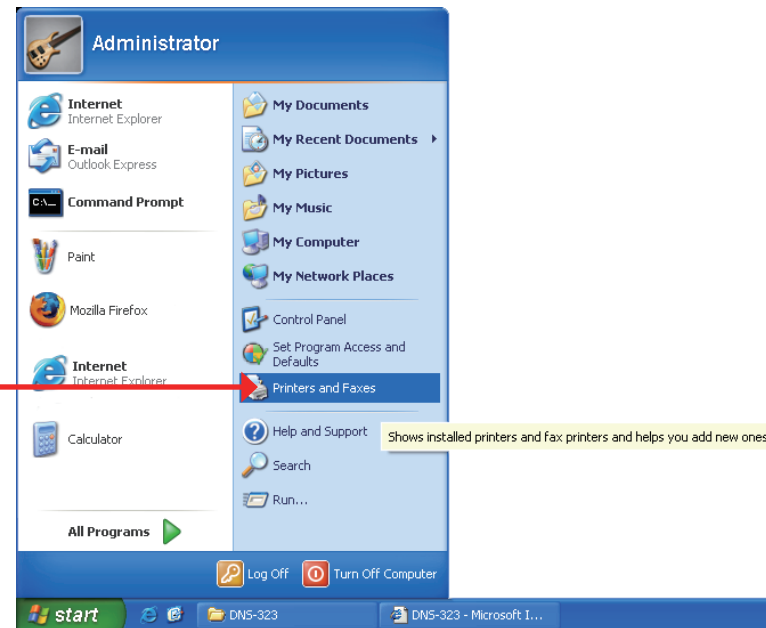 Administrator
Internet
Internet Explorer
E-mail
Outlook Express
C:\_
Command Prompt
Paint
Mozilla Firefox
Internet
Internet Explorer
Calculator
All Programs
My Documents
My Recent Documents
My Pictures
My Music
My Computer
My Network Places
Control Panel
Set Program Access and
Defaults
Printers and Faxes
Help and Support
Shows installed printers and fax printers and helps you add new ones
Search
Run...
Log Off
Turn Off Computer
start
DNS-323
DNS-323 - Microsoft I...